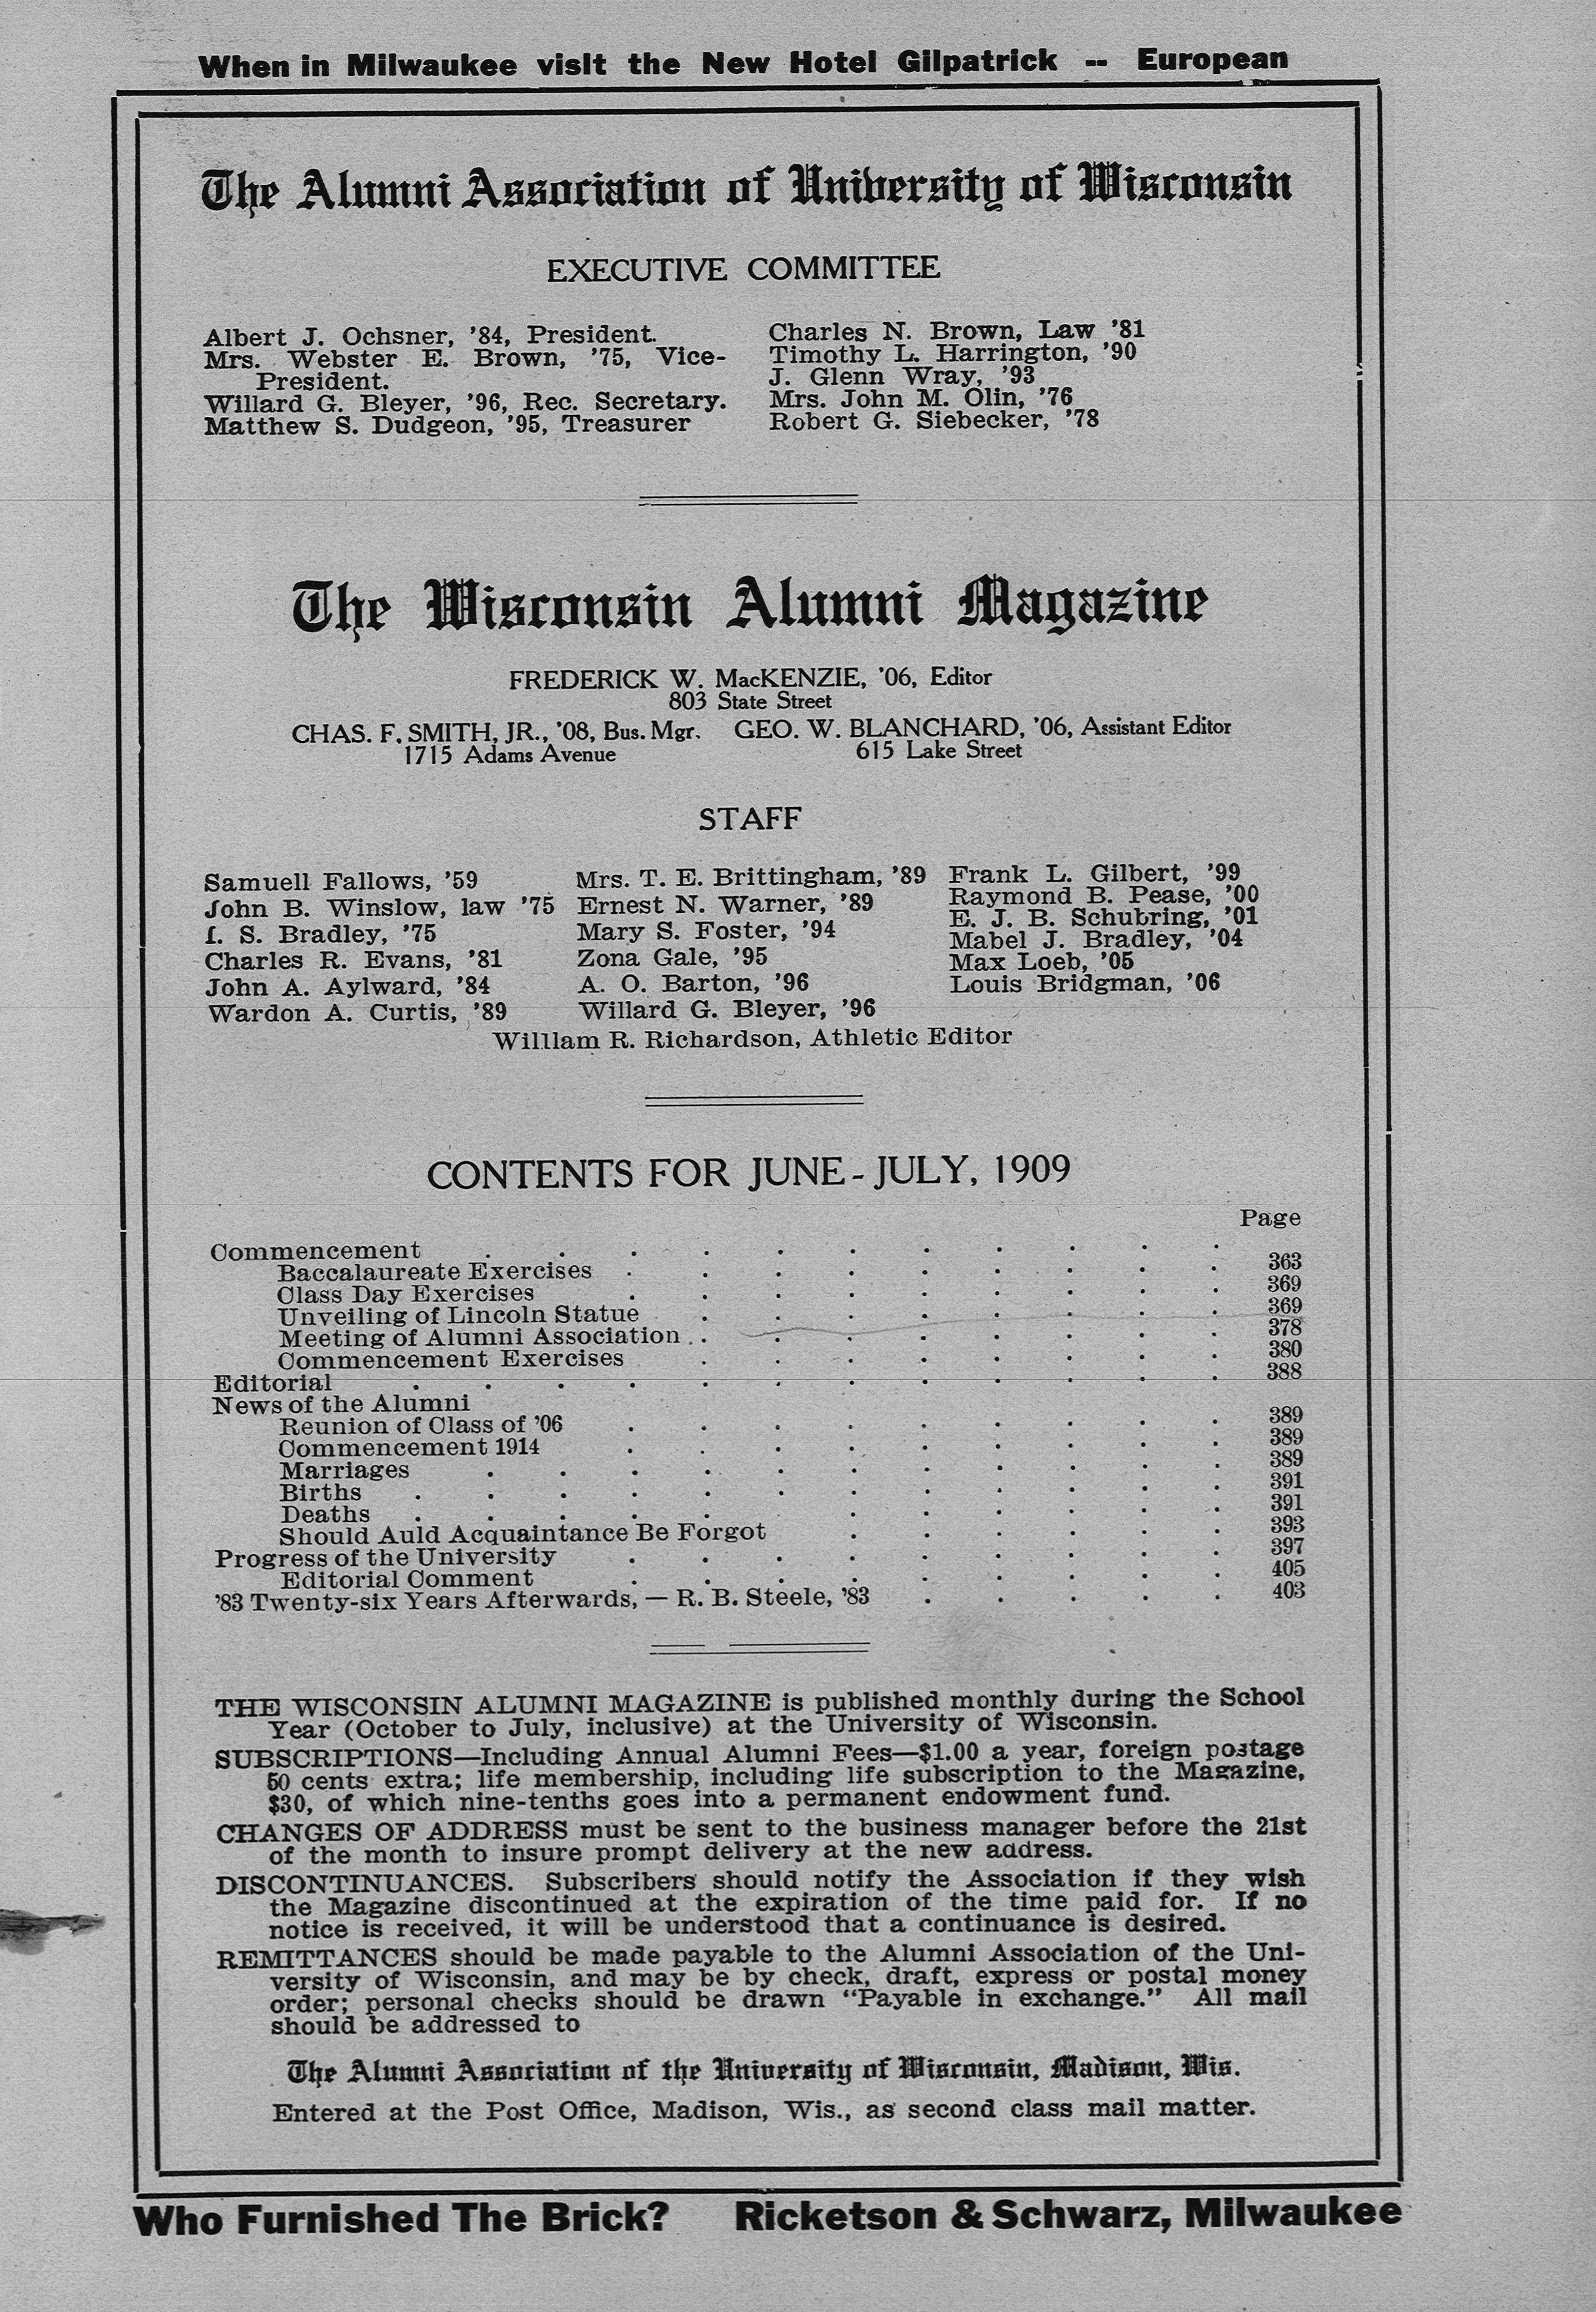 When in Milwaukee visit the New Hotel Gilpatrick -- European
The Alumni Association of University of Wisconsin
EXECUTIVE COMMITTEE
Albert J. Ochsner, '84, President.
Mrs. Webster E. Brown, '75, Vice-
President.
Willard G. Bleyer, '96, Rec. Secretary.
Matthew S. Dudgeon, '95, Treasurer
Charles N. Brown, Law '81
Timothy L. Harrington, '90
J. Glenn Wray, '93
Mrs. John M. Olin, '76
Robert G. Siebecker, '78
The Wisconsin Alumni Magazine
FREDERICK W. MacKENZIE, '06, Editor
803 State Street
CHAS. F. SMITH, JR., '08, Bus. Mgr. GEO. W. BLANCHARD, '06, Assistant Editor
1715 Adams Avenue 615 Lake Street
STAFF
Samuell Fallows, '59
John B. Winslow, law '75
I. S. Bradley, '75
Charles R. Evans, '81
John A. Aylward, '84
Wardon A. Curtis, '89
Mrs. T. E. Brittingham, '89
Ernest N. Warner, '89
Mary S. Foster, '94
Zona Gale, '95
A. O. Barton, '96
Willard G. Bleyer, '96
Frank L. Gilbert, '99
Raymond B. Pease, '00
E. J. B. Schubring, '01
Mabel J. Bradley, '04
Max Loeb, '05
Louis Bridgman, '06
Willlam R. Richardson, Athletic Editor
CONTENTS FOR JUNE-JULY, 1909
Page
Commencement . . . . . . . . . . . 363
Baccalaureate Exercises . . . . . . . . . 369
Class Day Exercises . . . . . . . . . 369
Unveiling of Lincoln Statue . . . . . . . . 378
Meeting of Alumni Association . . . . . . . . 380
Commencement Exercises . . . . . . . . 388
Editorial . . . . . . . . . . . .
News of the Alumni 389
Reunion of Class of '06 . . . . . . . . . 389
Commencement 1914 . . . . . . . . . 389
Marriages . . . . . . . . . . . 391
Births . . . . . . . . . . . . 391
Deaths . . . . . . . . . . . 393
Should Auld Acquaintance Be Forgot . . . . . . 397
Progress of the University . . . . . . . . . 405
Editorial Comment . . . . . . . . . 403
'83 Twenty-six Years Afterwards, — R. B. Steele, '83 . . . . .
THE WISCONSIN ALUMNI MAGAZINE is published monthly during the School
Year (October to July, inclusive) at the University of Wisconsin.
SUBSCRIPTIONS—Including Annual Alumni Fees—$1.00 a year, foreign postage
50 cents extra; life membership, including life subscription to the Magazine,
$30, of which nine-tenths goes into a permanent endowment fund.
CHANGES OF ADDRESS must be sent to the business manager before the 21st
of the month to insure prompt delivery at the new address.
DISCONTINUANCES. Subscribers should notify the Association if they wish
the Magazine discontinued at the expiration of the time paid for. If no
notice is received, it will be understood that a continuance is desired.
REMITTANCES should be made payable to the Alumni Association of the Uni-
versity of Wisconsin, and may be by check, draft, express or postal money
order; personal checks should be drawn "Payable in exchange." All mail
should be addressed to
The Alumni Association of the University of Wisconsin, Madison, Wis.
Entered at the Post Office, Madison, Wis., as second class mail matter.
Who Furnished The Brick? Ricketson & Schwarz, Milwaukee